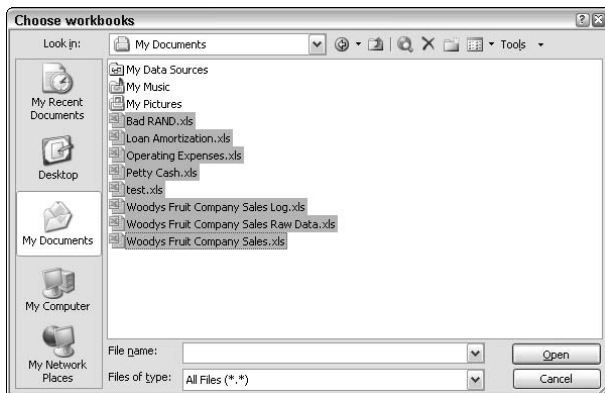 Choose workbooks
Look in:
My Documents
Tools
My Recent
Documents
Desktop
My Documents
My Computer
My Network
Places
My Data Sources
My Music
My Pictures
Bad RAND.xls
Loan Amortization.xls
Operating Expenses.xls
Petty Cash.xls
test.xls
Woodys Fruit Company Sales Log.xls
Woodys Fruit Company Sales Raw Data.xls
Woodys Fruit Company Sales.xls
File name:
Open
Files of type:
All Files (*.*)
Cancel